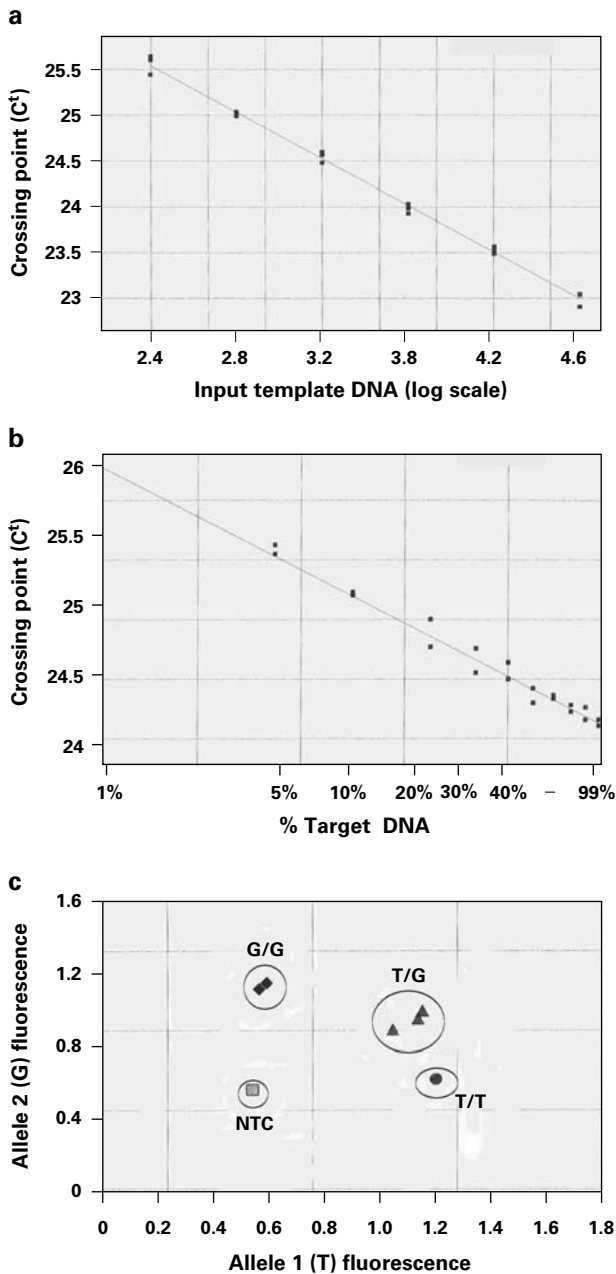 a
Crossing point (Cᵗ)
25.5
25
24.5
24
23.5
23
2.4 2.8 3.2 3.8 4.2 4.6
Input template DNA (log scale)
b
Crossing point (Cᵗ)
26
25.5
25
24.5
24
1% 5% 10% 20% 30% 40% – 99%
% Target DNA
c
Allele 2 (G) fluorescence
1.6
1.2
0.8
0.4
0
G/G
T/G
NTC
T/T
0 0.2 0.4 0.6 0.8 1.0 1.2 1.4 1.6 1.8
Allele 1 (T) fluorescence